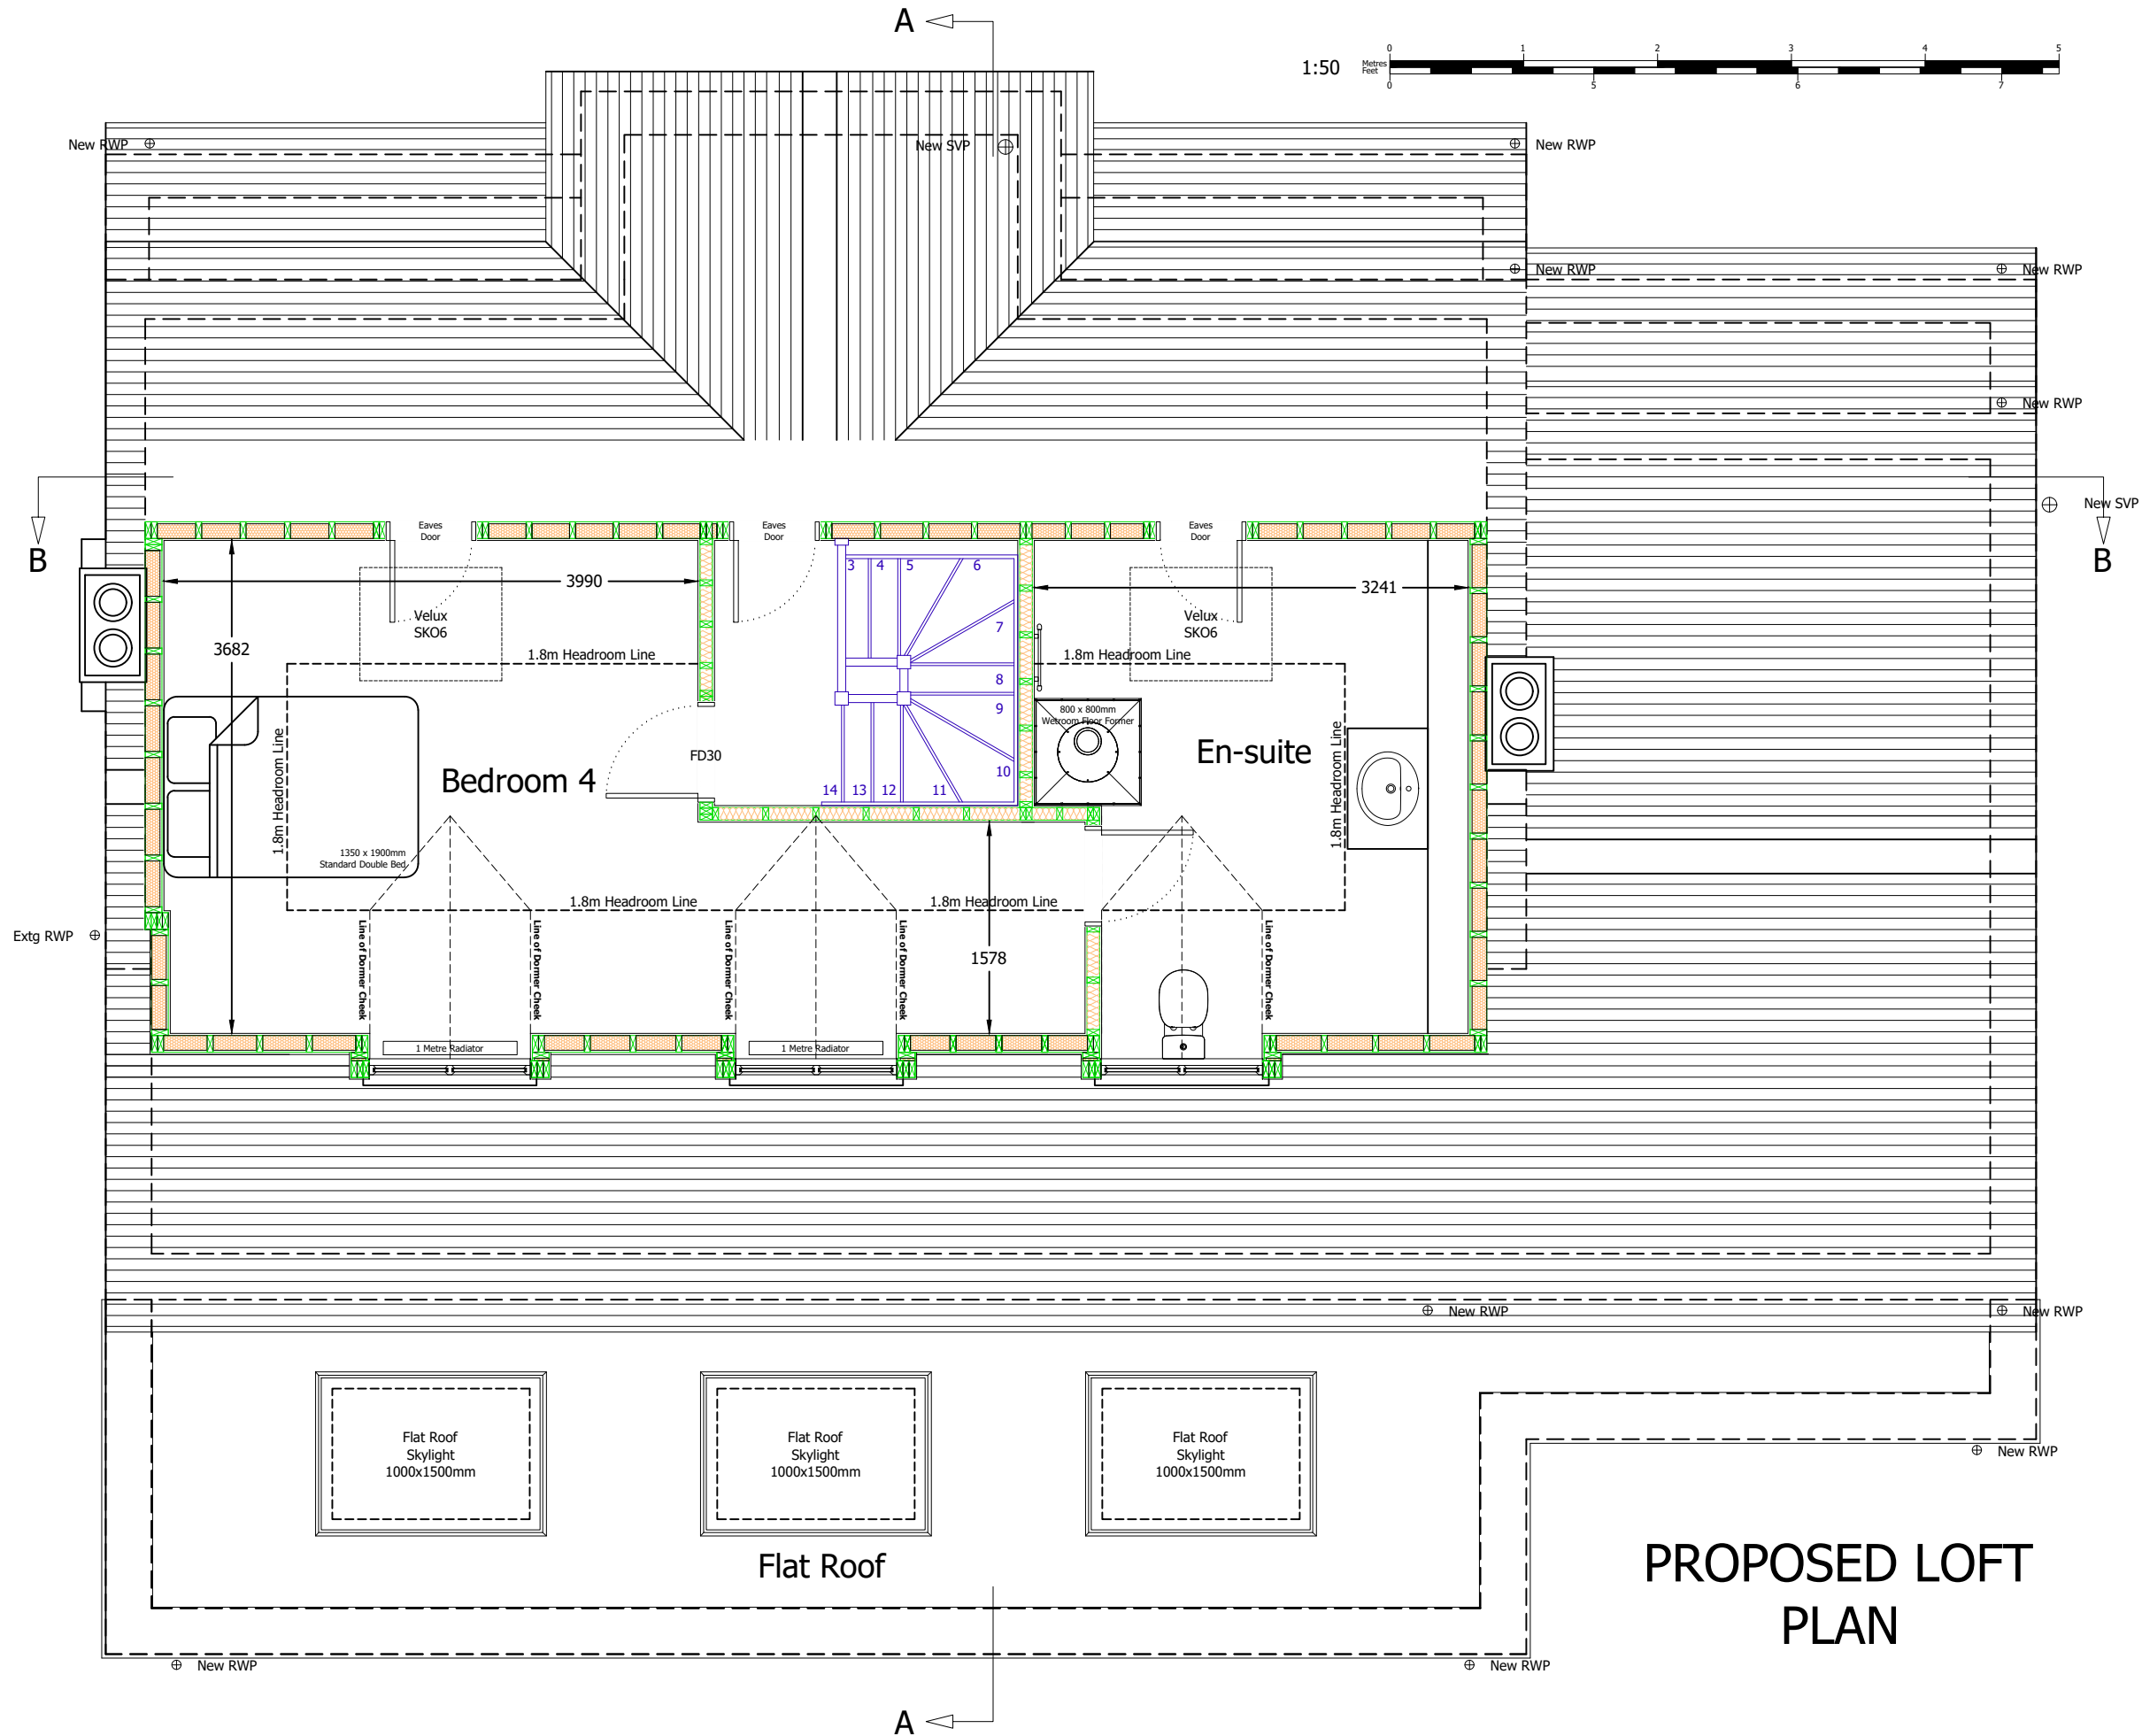 A
1:50
Metres
Feet
0 1 2 3 4 5
0 5 6 7
New RWP
New SVP
New RWP
New RWP
New RWP
New RWP
B
New SVP
B
Eaves
Door
Eaves
Door
Eaves
Door
3990
3241
3682
Velux
SKO6
Velux
SKO6
3 4 5 6
7
8
9
10
14 13 12 11
1.8m Headroom Line
1.8m Headroom Line
1.8m Headroom Line
1.8m Headroom Line
800 x 800mm
Wetroom Floor Former
FD30
Bedroom 4
En-suite
1350 x 1900mm
Standard Double Bed
1.8m Headroom Line
1.8m Headroom Line
Extg RWP
Line of Dormer Cheek
Line of Dormer Cheek
Line of Dormer Cheek
Line of Dormer Cheek
Line of Dormer Cheek
1578
1 Metre Radiator
1 Metre Radiator
New RWP
New RWP
Flat Roof
Skylight
1000x1500mm
Flat Roof
Skylight
1000x1500mm
Flat Roof
Skylight
1000x1500mm
New RWP
Flat Roof
PROPOSED LOFT
PLAN
New RWP
New RWP
A